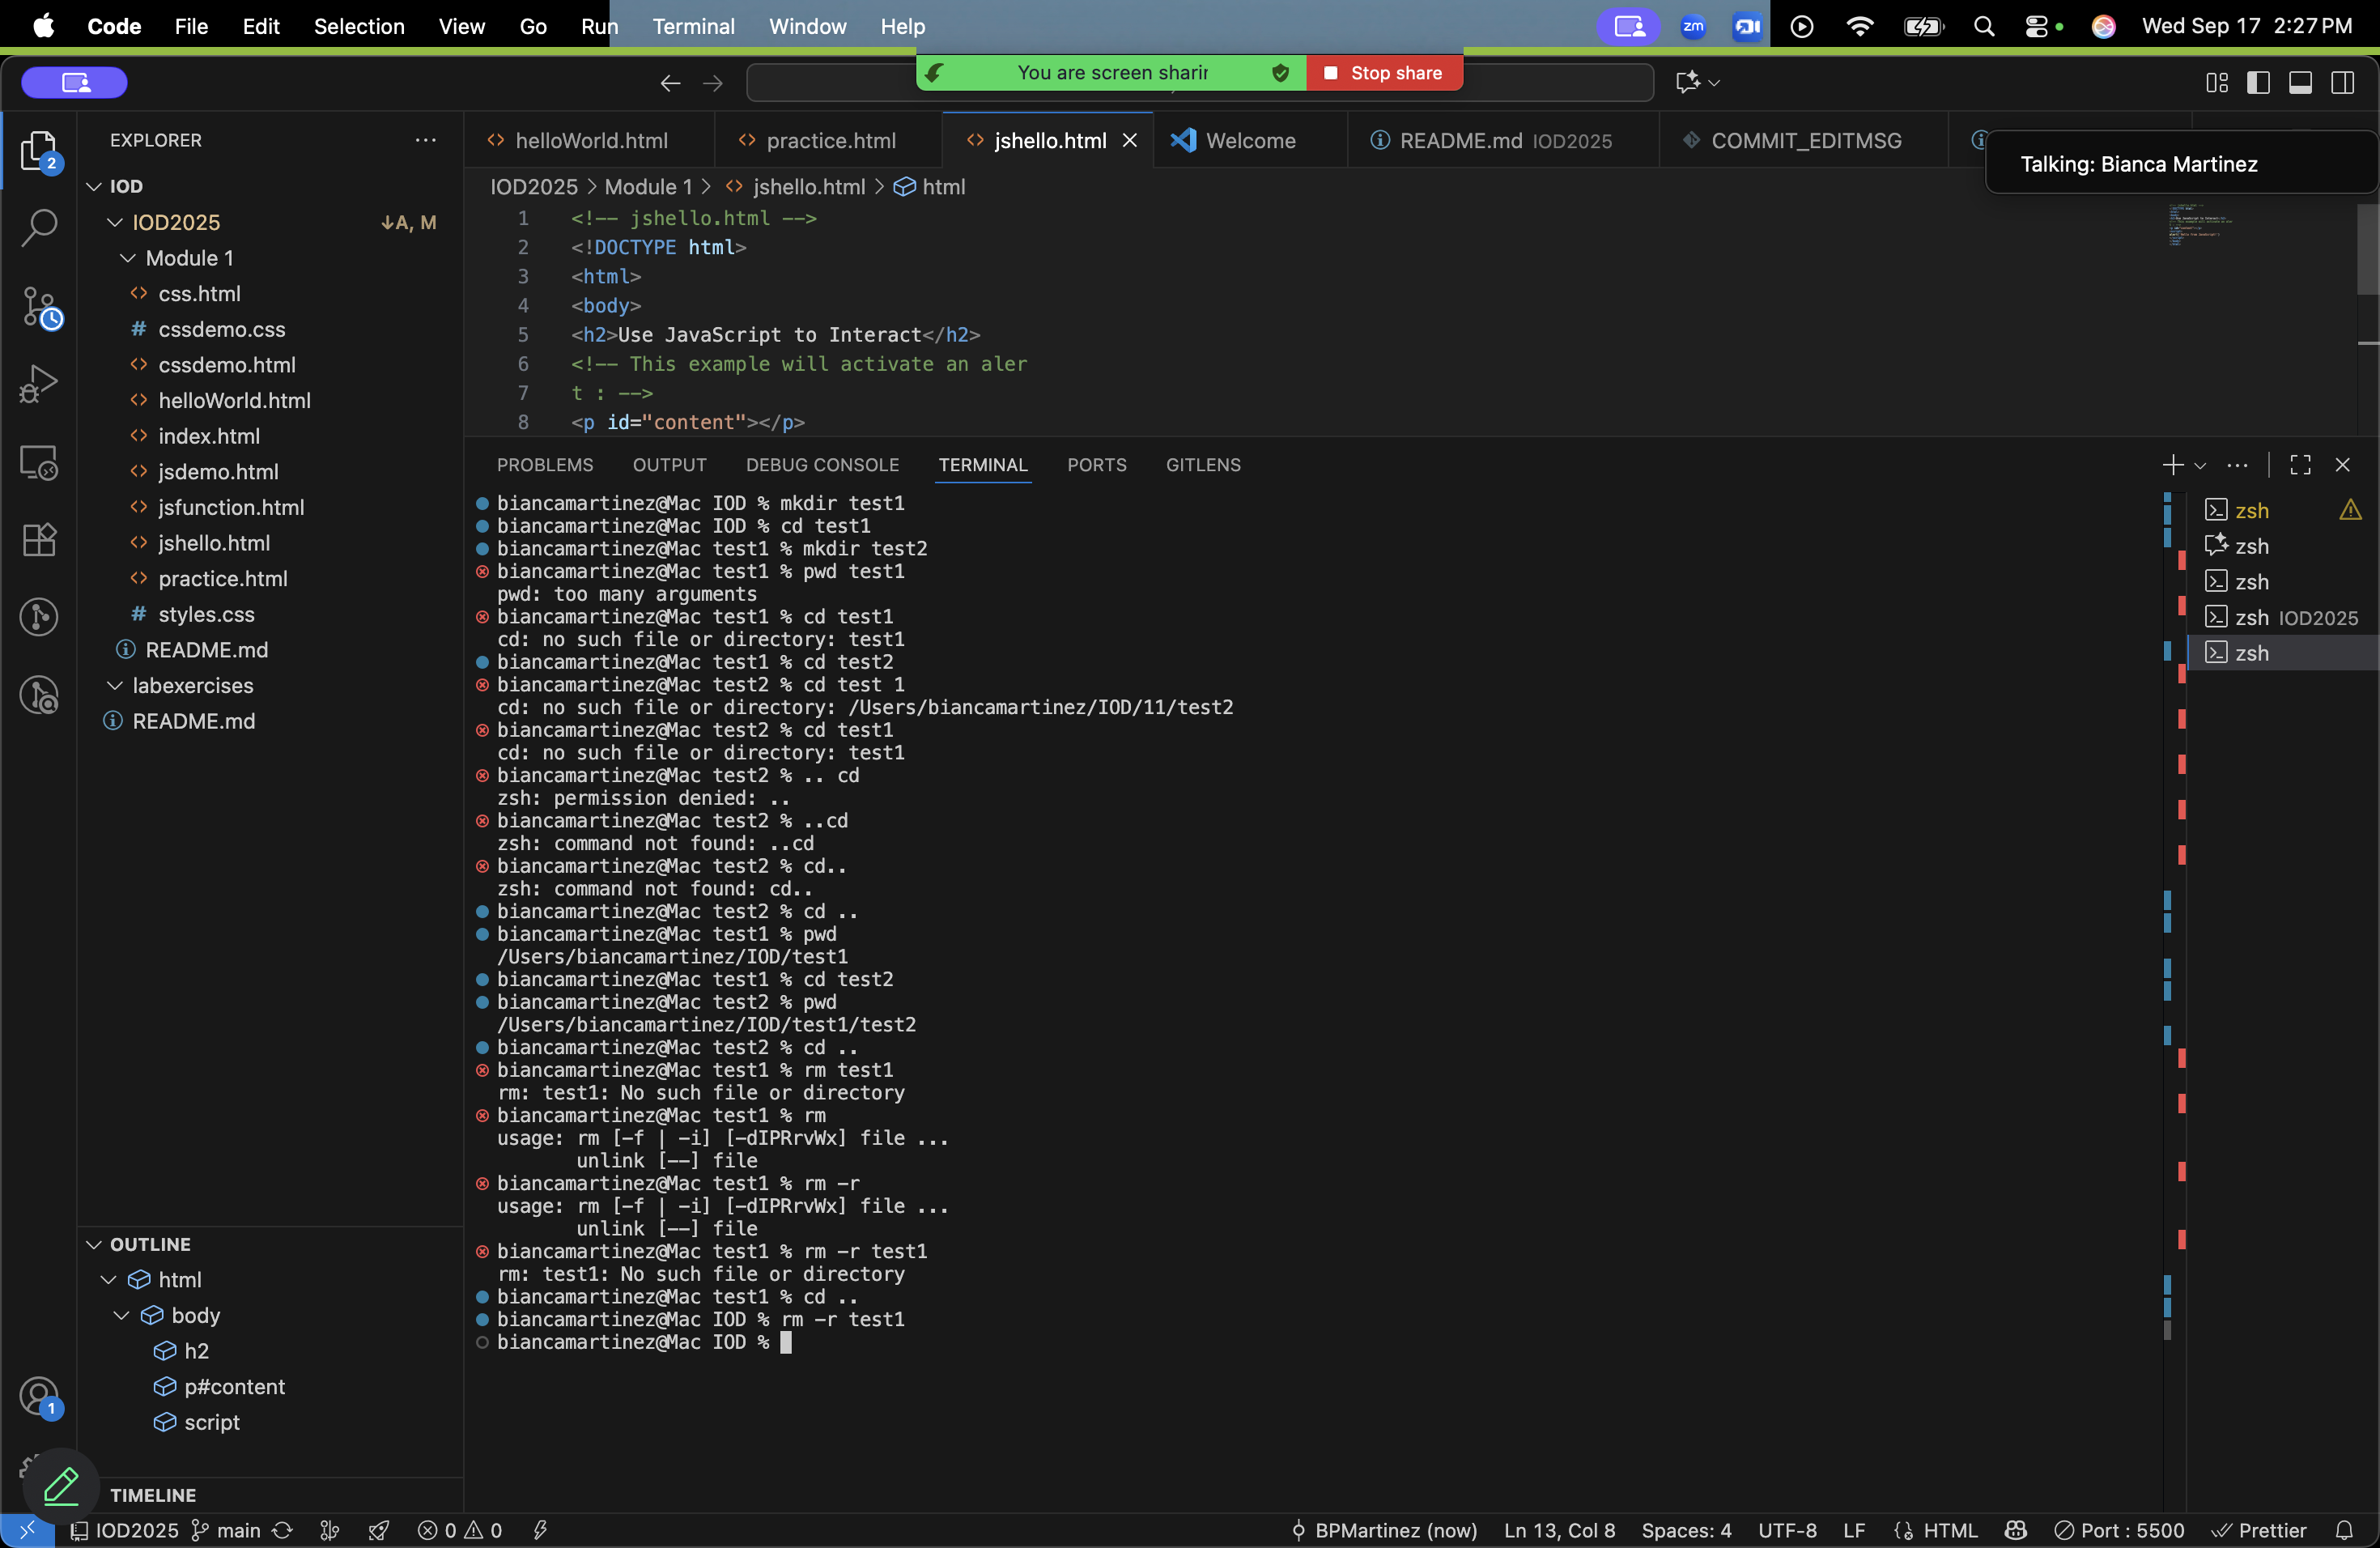 Code File Edit Selection View Go Run Terminal Window Help zm Wed Sep 17 2:27 PM
You are screen sharin Stop share
EXPLORER
helloWorld.html practice.html jshello.html Welcome README.md IOD2025 COMMIT_EDITMSG
Talking: Bianca Martinez
2
IOD
IOD2025 A, M
Module 1
css.html
cssdemo.css
cssdemo.html
helloWorld.html
index.html
jsdemo.html
jsfunction.html
jshello.html
practice.html
styles.css
README.md
labexercises
README.md
IOD2025 > Module 1 > jshello.html > html
1 <!-- jshello.html -->
2 <!DOCTYPE html>
3 <html>
4 <body>
5 <h2>Use JavaScript to Interact</h2>
6 <!-- This example will activate an aler
7 t : -->
8 <p id="content"></p>
PROBLEMS OUTPUT DEBUG CONSOLE TERMINAL PORTS GITLENS
biancamartinez@Mac IOD % mkdir test1
biancamartinez@Mac IOD % cd test1
biancamartinez@Mac test1 % mkdir test2
biancamartinez@Mac test1 % pwd test1
pwd: too many arguments
biancamartinez@Mac test1 % cd test1
cd: no such file or directory: test1
biancamartinez@Mac test1 % cd test2
biancamartinez@Mac test2 % cd test 1
cd: no such file or directory: /Users/biancamartinez/IOD/11/test2
biancamartinez@Mac test2 % cd test1
cd: no such file or directory: test1
biancamartinez@Mac test2 % .. cd
zsh: permission denied: ..
biancamartinez@Mac test2 % ..cd
zsh: command not found: ..cd
biancamartinez@Mac test2 % cd..
zsh: command not found: cd..
biancamartinez@Mac test2 % cd ..
biancamartinez@Mac test1 % pwd
/Users/biancamartinez/IOD/test1
biancamartinez@Mac test1 % cd test2
biancamartinez@Mac test2 % pwd
/Users/biancamartinez/IOD/test1/test2
biancamartinez@Mac test2 % cd ..
biancamartinez@Mac test1 % rm test1
rm: test1: No such file or directory
biancamartinez@Mac test1 % rm
usage: rm [-f | -i] [-dIPRrvWx] file ...
unlink [--] file
biancamartinez@Mac test1 % rm -r
usage: rm [-f | -i] [-dIPRrvWx] file ...
unlink [--] file
biancamartinez@Mac test1 % rm -r test1
rm: test1: No such file or directory
biancamartinez@Mac test1 % cd ..
biancamartinez@Mac IOD % rm -r test1
biancamartinez@Mac IOD %
zsh
zsh
zsh
zsh IOD2025
zsh
OUTLINE
html
body
h2
p#content
script
1
TIMELINE
IOD2025 main 0 0 BPMartinez (now) Ln 13, Col 8 Spaces: 4 UTF-8 LF HTML Port : 5500 Prettier